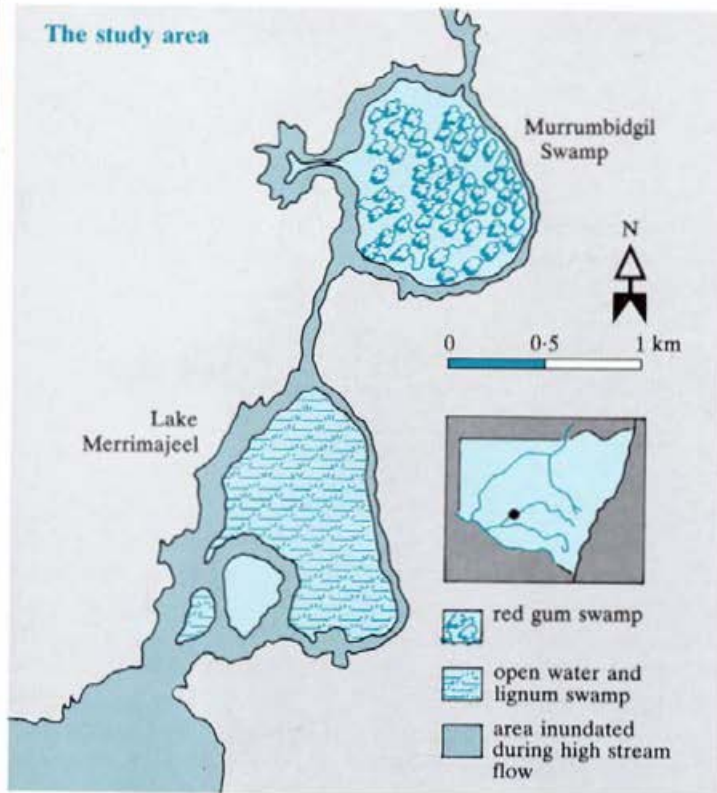 The study area
Murrumbidgil
Swamp
N
0 0·5 1 km
Lake
Merrimajeel
red gum swamp
open water and
lignum swamp
area inundated
during high stream
flow